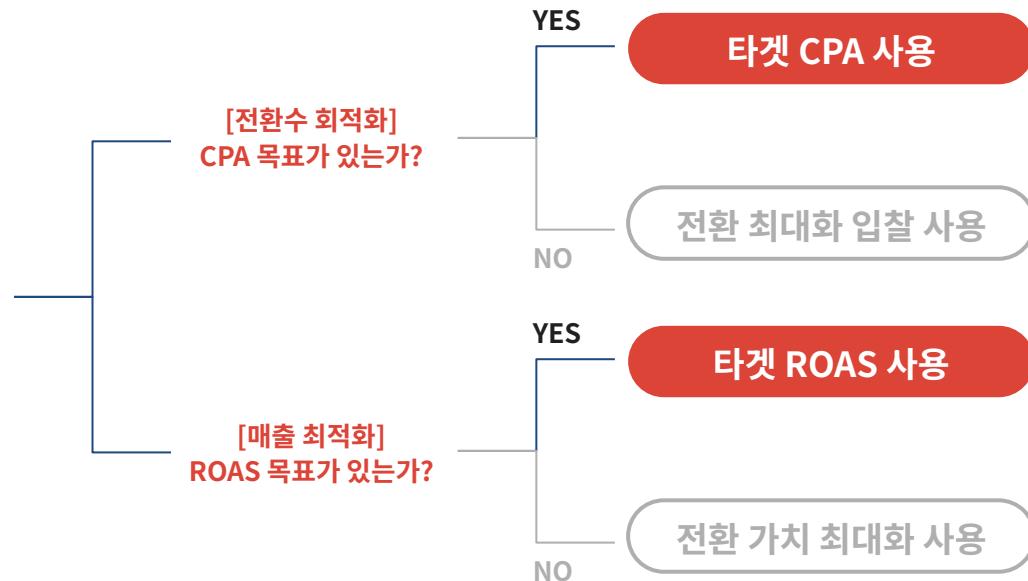 YES
타겟 CPA 사용
[전환수 회적화]
CPA 목표가 있는가?
전환 최대화 입찰 사용
NO
YES
타겟 ROAS 사용
[매출 최적화]
ROAS 목표가 있는가?
전환 가치 최대화 사용
NO